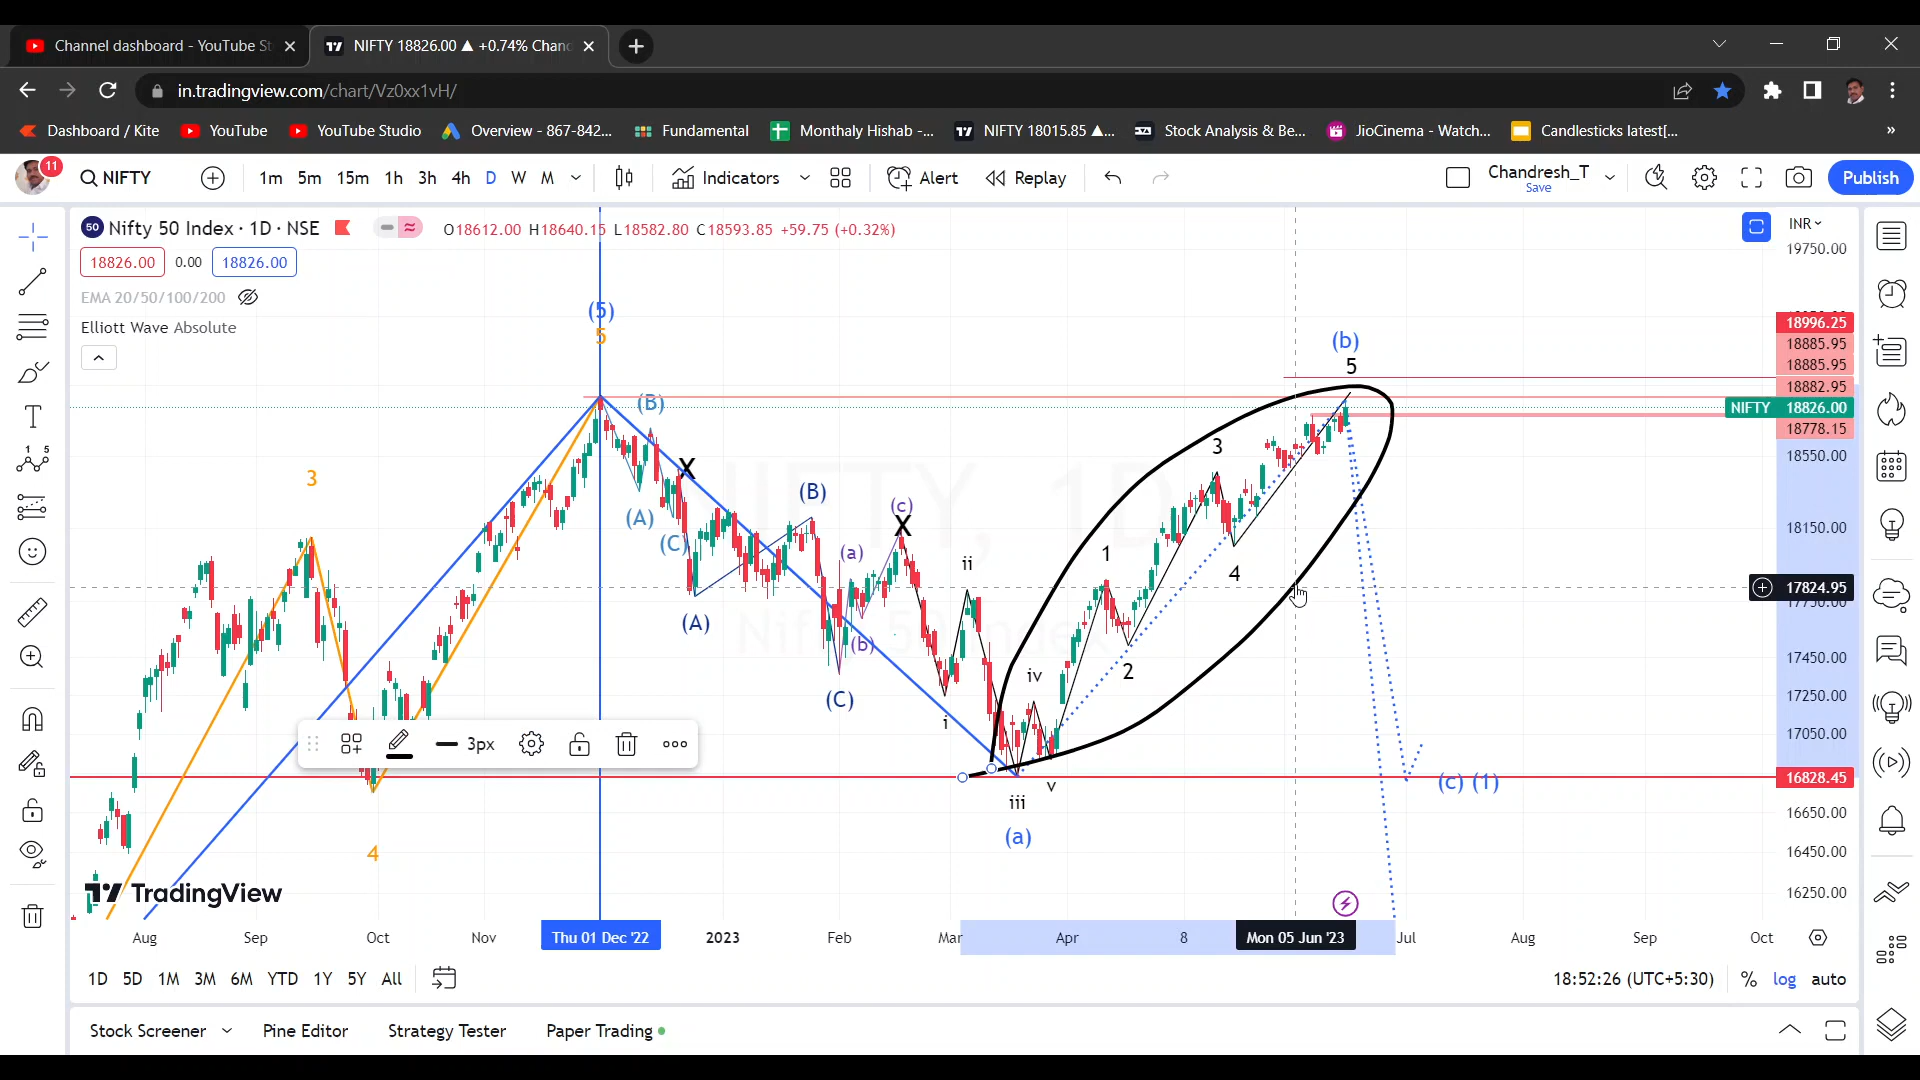 Channel dashboard - YouTube St
NIFTY 18826.00 ▲ +0.74% Chand
in.tradingview.com/chart/Vz0xx1vH/
Dashboard / Kite
YouTube
YouTube Studio
Overview - 867-842...
Fundamental
Monthaly Hishab -...
NIFTY 18015.85 ▲...
Stock Analysis & Be...
JioCinema - Watch...
Candlesticks latest[...
»
11
NIFTY
1m 5m 15m 1h 3h 4h D W M
Indicators
Alert
Replay
Chandresh_T
Save
Publish
50 Nifty 50 Index · 1D · NSE
O18612.00 H18640.15 L18582.80 C18593.85 +59.75 (+0.32%)
INR
18826.00 0.00 18826.00
EMA 20/50/100/200
Elliott Wave Absolute
19750.00
18996.25
18885.95
18885.95
18882.95
NIFTY 18826.00
18778.15
18550.00
18150.00
17824.95
17450.00
17250.00
17050.00
16828.45
16650.00
16450.00
16250.00
(5)
5
(b)
5
(B)
3
3
X
(A)
(B)
(c)
X
(C)
(a)
ii
1
4
(A)
(b)
iv
2
(C)
i
3px
v
(c) (1)
iii
(a)
4
TradingView
Aug Sep Oct Nov Thu 01 Dec '22 2023 Feb Mar Apr 8 Mon 05 Jun '23 Jul Aug Sep Oct
1D 5D 1M 3M 6M YTD 1Y 5Y All
18:52:26 (UTC+5:30) % log auto
Stock Screener
Pine Editor
Strategy Tester
Paper Trading